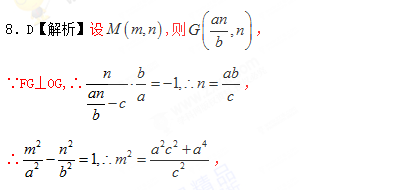 8. D【解析】设 M(m,n),则 G(an/b,n),
∵FG⊥OG,∴ n/(an/b−c)·b/a=−1,∴n=ab/c,
∴ m²/a²−n²/b²=1,∴m²=(a²c²+a⁴)/c²,